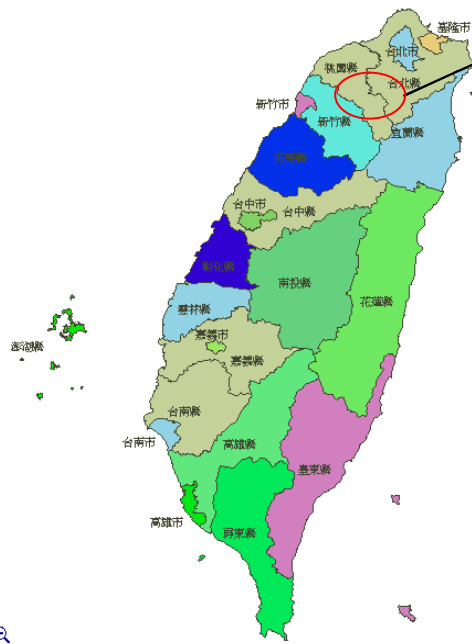 基隆市
台北市
桃園縣
台北縣
新竹市
新竹縣
宜蘭縣
台中市
台中縣
彰化縣
南投縣
花蓮縣
雲林縣
嘉義市
嘉義縣
澎湖縣
台南縣
台南市
高雄縣
臺東縣
高雄市
屏東縣